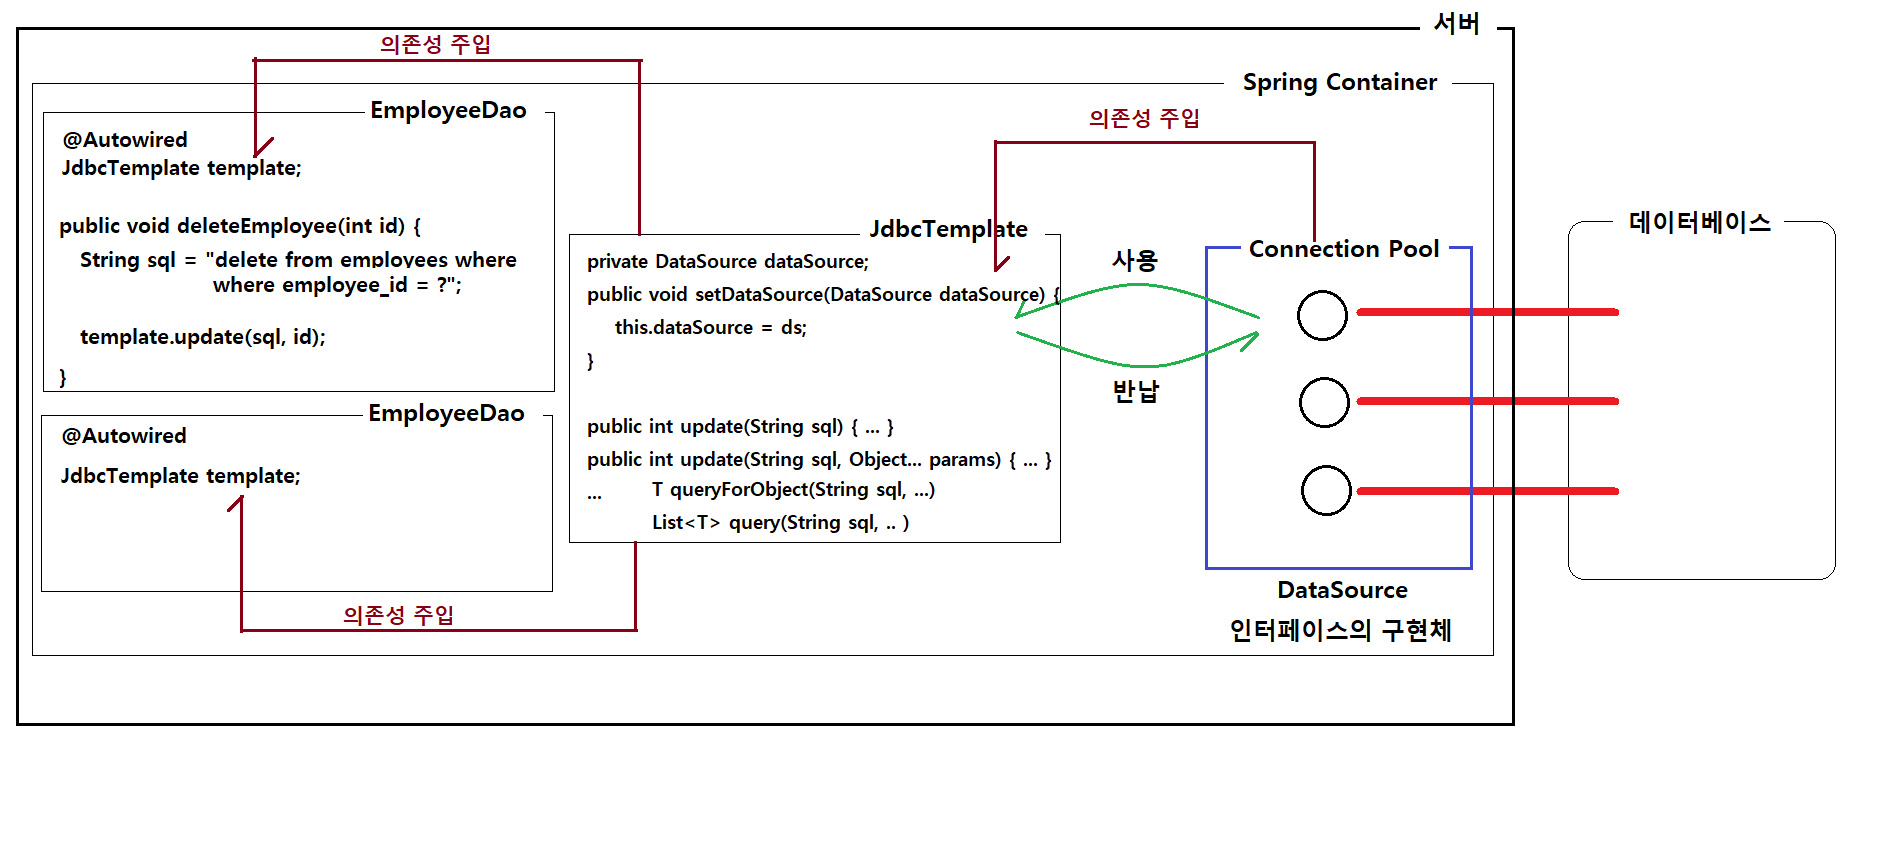 서버
의존성 주입
Spring Container
EmployeeDao
@Autowired
JdbcTemplate template;
public void deleteEmployee(int id) {
String sql = "delete from employees where
where employee_id = ?";
template.update(sql, id);
}
EmployeeDao
@Autowired
JdbcTemplate template;
의존성 주입
의존성 주입
JdbcTemplate
private DataSource dataSource;
public void setDataSource(DataSource dataSource) {
this.dataSource = ds;
}
public int update(String sql) { ... }
public int update(String sql, Object... params) { ... }
... T queryForObject(String sql, ...)
List<T> query(String sql, .. )
사용
반납
Connection Pool
DataSource
인터페이스의 구현체
데이터베이스